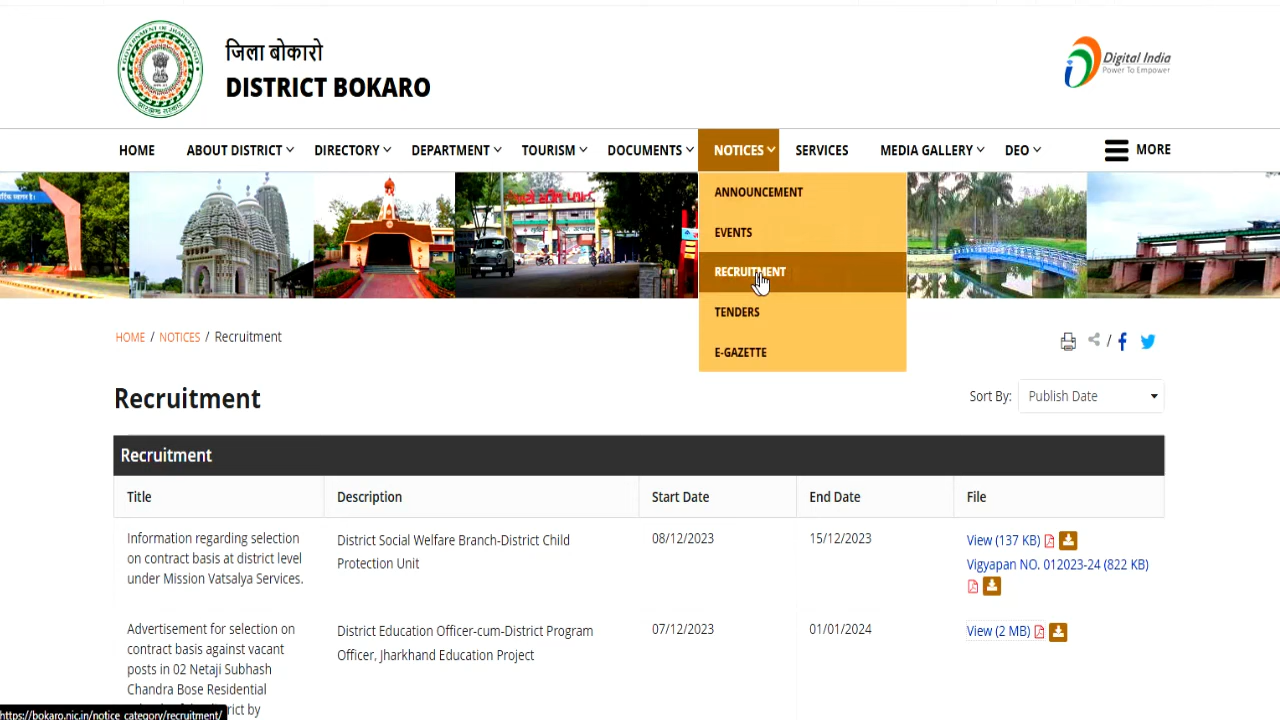 जिला बोकारो
DISTRICT BOKARO
Digital India
Power To Empower
HOME ABOUT DISTRICT DIRECTORY DEPARTMENT TOURISM DOCUMENTS NOTICES SERVICES MEDIA GALLERY DEO MORE
ANNOUNCEMENT
EVENTS
RECRUITMENT
TENDERS
E-GAZETTE
HOME / NOTICES / Recruitment
/
Recruitment
Sort By: Publish Date
Recruitment
Title Description Start Date End Date File
Information regarding selection
on contract basis at district level
under Mission Vatsalya Services.
District Social Welfare Branch-District Child
Protection Unit
08/12/2023
15/12/2023
View (137 KB)
Vigyapan NO. 012023-24 (822 KB)
Advertisement for selection on
contract basis against vacant
posts in 02 Netaji Subhash
Chandra Bose Residential
District Education Officer-cum-District Program
Officer, Jharkhand Education Project
07/12/2023
01/01/2024
View (2 MB)
https://bokaro.nic.in/notice_category/recruitment/